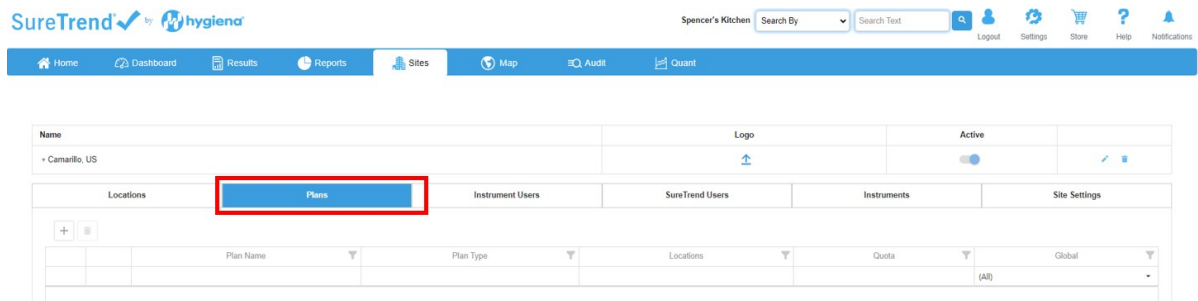 SureTrend by hygiena
Spencer's Kitchen Search By Search Text
Logout Settings Store Help Notifications
Home Dashboard Results Reports Sites Map Audit Quant
Name Logo Active
Camarillo, US
Locations Plans Instrument Users SureTrend Users Instruments Site Settings
Plan Name Plan Type Locations Quota Global
(All)